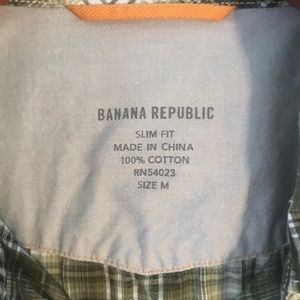 BANANA REPUBLIC
SLIM FIT
MADE IN CHINA
100% COTTON
RN54023
SIZE M